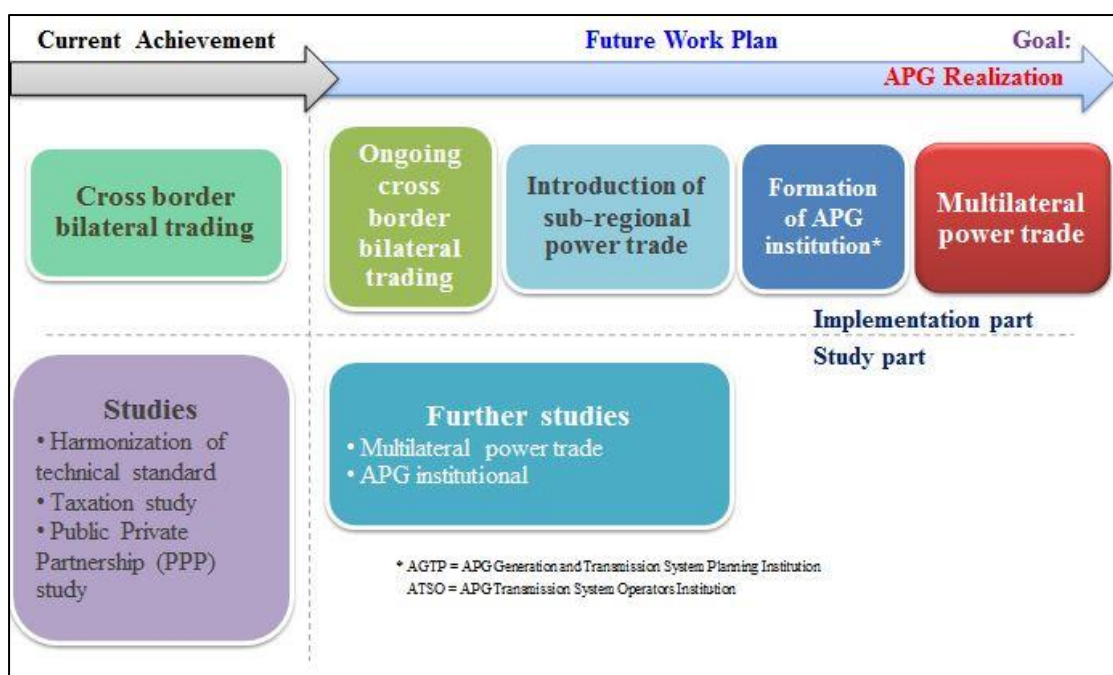 Current Achievement
Future Work Plan
Goal:
APG Realization
Cross border
bilateral trading
Ongoing
cross
border
bilateral
trading
Introduction of
sub-regional
power trade
Formation
of APG
institution*
Multilateral
power trade
Implementation part
Study part
Studies
• Harmonization of
technical standard
• Taxation study
• Public Private
Partnership (PPP)
study
Further studies
• Multilateral power trade
• APG institutional
* AGTP = APG Generation and Transmission System Planning Institution
ATSO = APG Transmission System Operators Institution